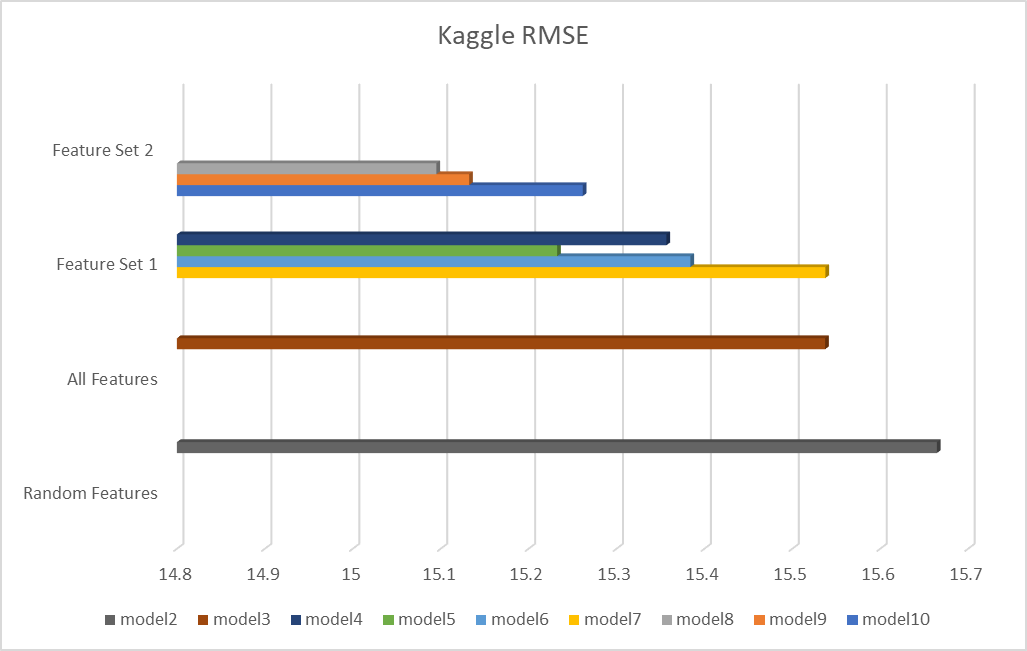 Kaggle RMSE
Feature Set 2
Feature Set 1
All Features
Random Features
14.8 14.9 15 15.1 15.2 15.3 15.4 15.5 15.6 15.7
model2 model3 model4 model5 model6 model7 model8 model9 model10